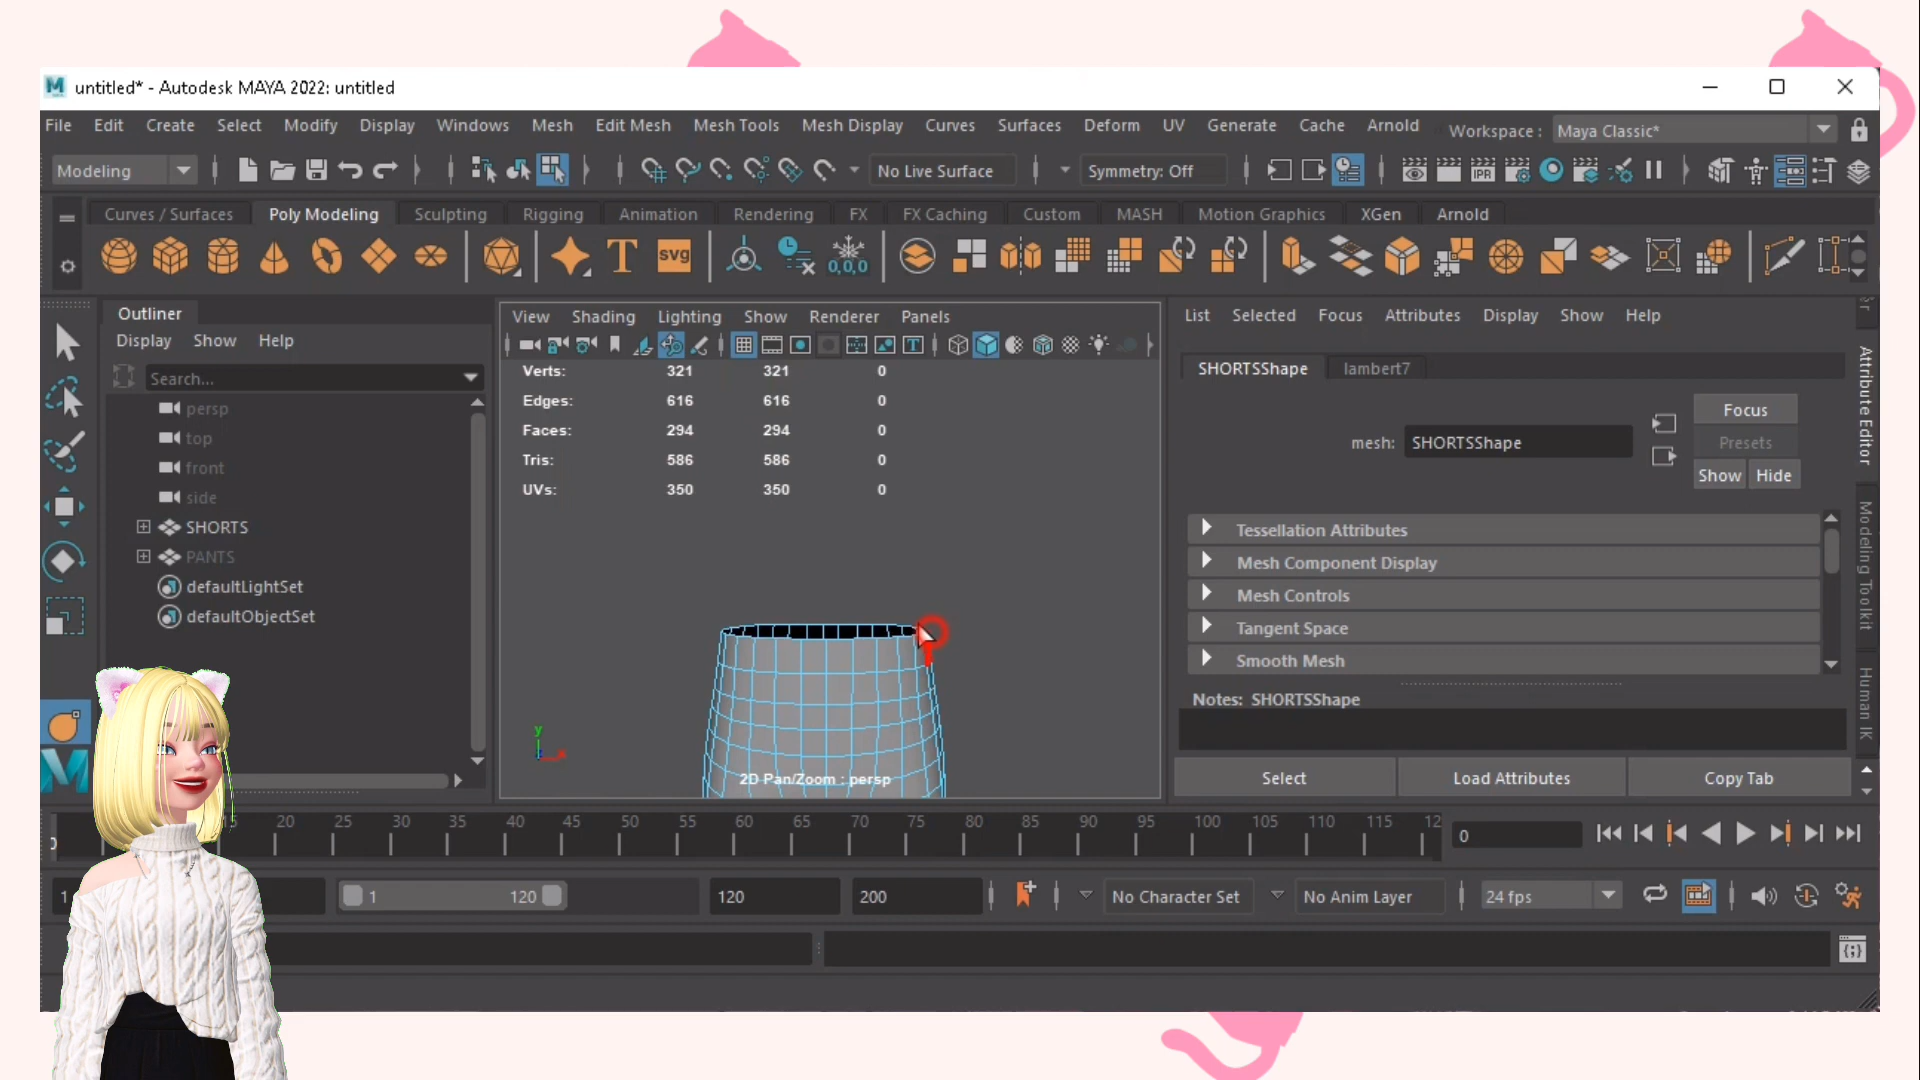 untitled* - Autodesk MAYA 2022: untitled
File Edit Create Select Modify Display Windows Mesh Edit Mesh Mesh Tools Mesh Display Curves Surfaces Deform UV Generate Cache Arnold Workspace : Maya Classic*
Modeling No Live Surface Symmetry: Off IPR
Curves / Surfaces Poly Modeling Sculpting Rigging Animation Rendering FX FX Caching Custom MASH Motion Graphics XGen Arnold
T svg 0,0,0
Outliner
Display Show Help
Search...
persp
top
front
side
SHORTS
PANTS
defaultLightSet
defaultObjectSet
View Shading Lighting Show Renderer Panels
Verts: 321 321 0
Edges: 616 616 0
Faces: 294 294 0
Tris: 586 586 0
UVs: 350 350 0
y
2D Pan/Zoom : persp
List Selected Focus Attributes Display Show Help
SHORTSShape lambert7
mesh: SHORTSShape
Focus
Presets
Show Hide
Tessellation Attributes
Mesh Component Display
Mesh Controls
Tangent Space
Smooth Mesh
Notes: SHORTSShape
Select Load Attributes Copy Tab
Attribute Editor
Modeling Toolkit
Human IK
20 25 30 35 40 45 50 55 60 65 70 75 80 85 90 95 100 105 110 115 12
0
1 1 120 120 200 No Character Set No Anim Layer 24 fps